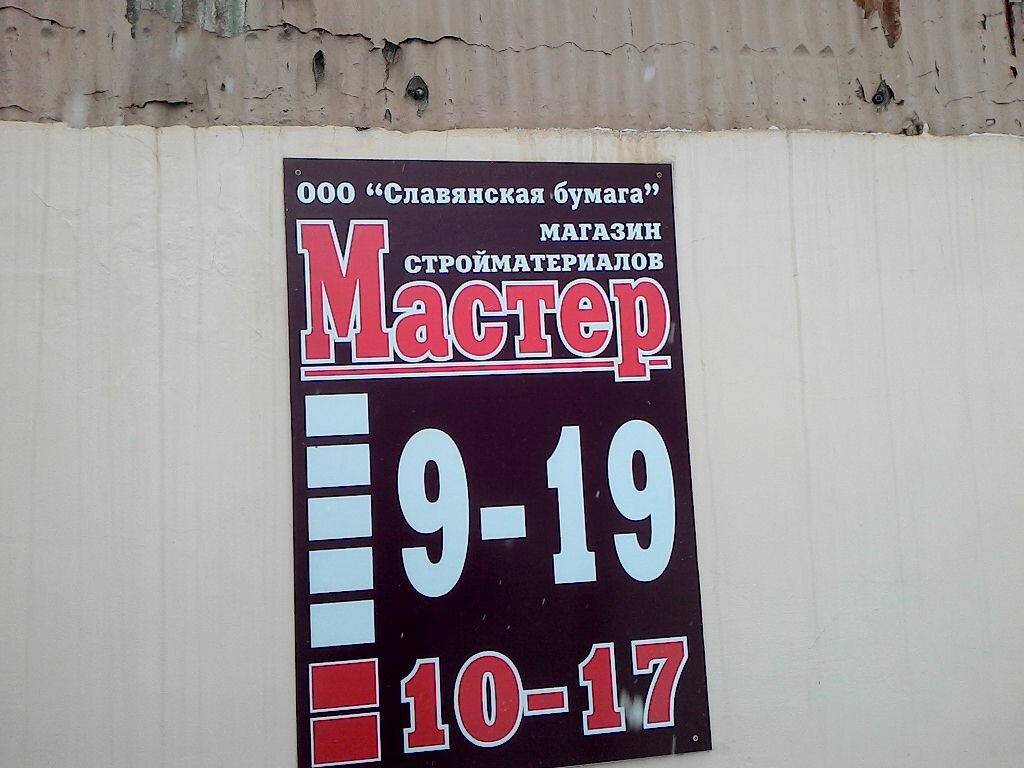 ООО “Славянская бумага”
МАГАЗИН
СТРОЙМАТЕРИАЛОВ
Мастер
9-19
10-17